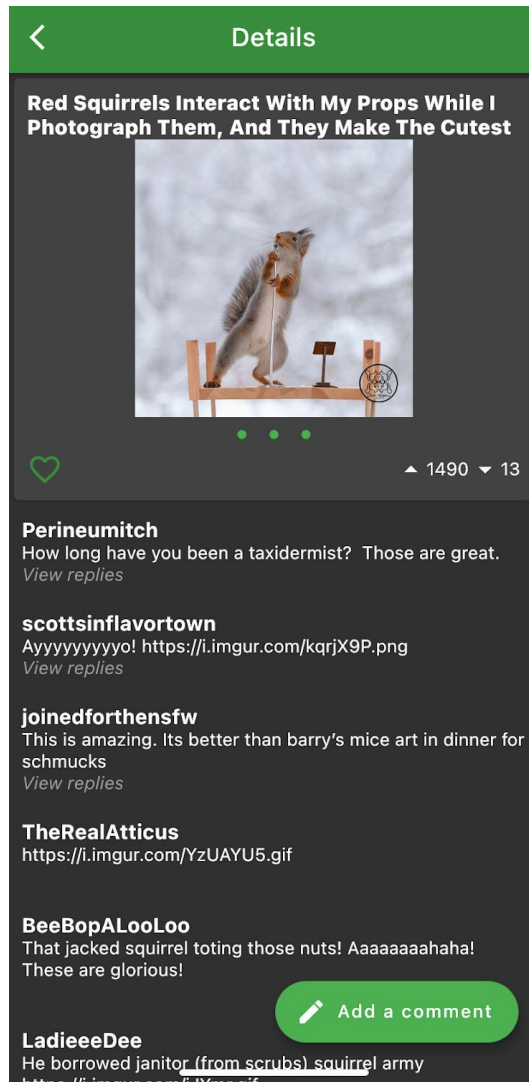 Details
Red Squirrels Interact With My Props While I
Photograph Them, And They Make The Cutest
1490 13
Perineumitch
How long have you been a taxidermist?  Those are great.
View replies
scottsinflavortown
Ayyyyyyyyyo! https://i.imgur.com/kqrjX9P.png
View replies
joinedforthensfw
This is amazing. Its better than barry’s mice art in dinner for
schmucks
View replies
TheRealAtticus
https://i.imgur.com/YzUAYU5.gif
BeeBopALooLoo
That jacked squirrel toting those nuts! Aaaaaaaahaha!
These are glorious!
Add a comment
LadieeeDee
He borrowed janitor (from scrubs) squirrel army